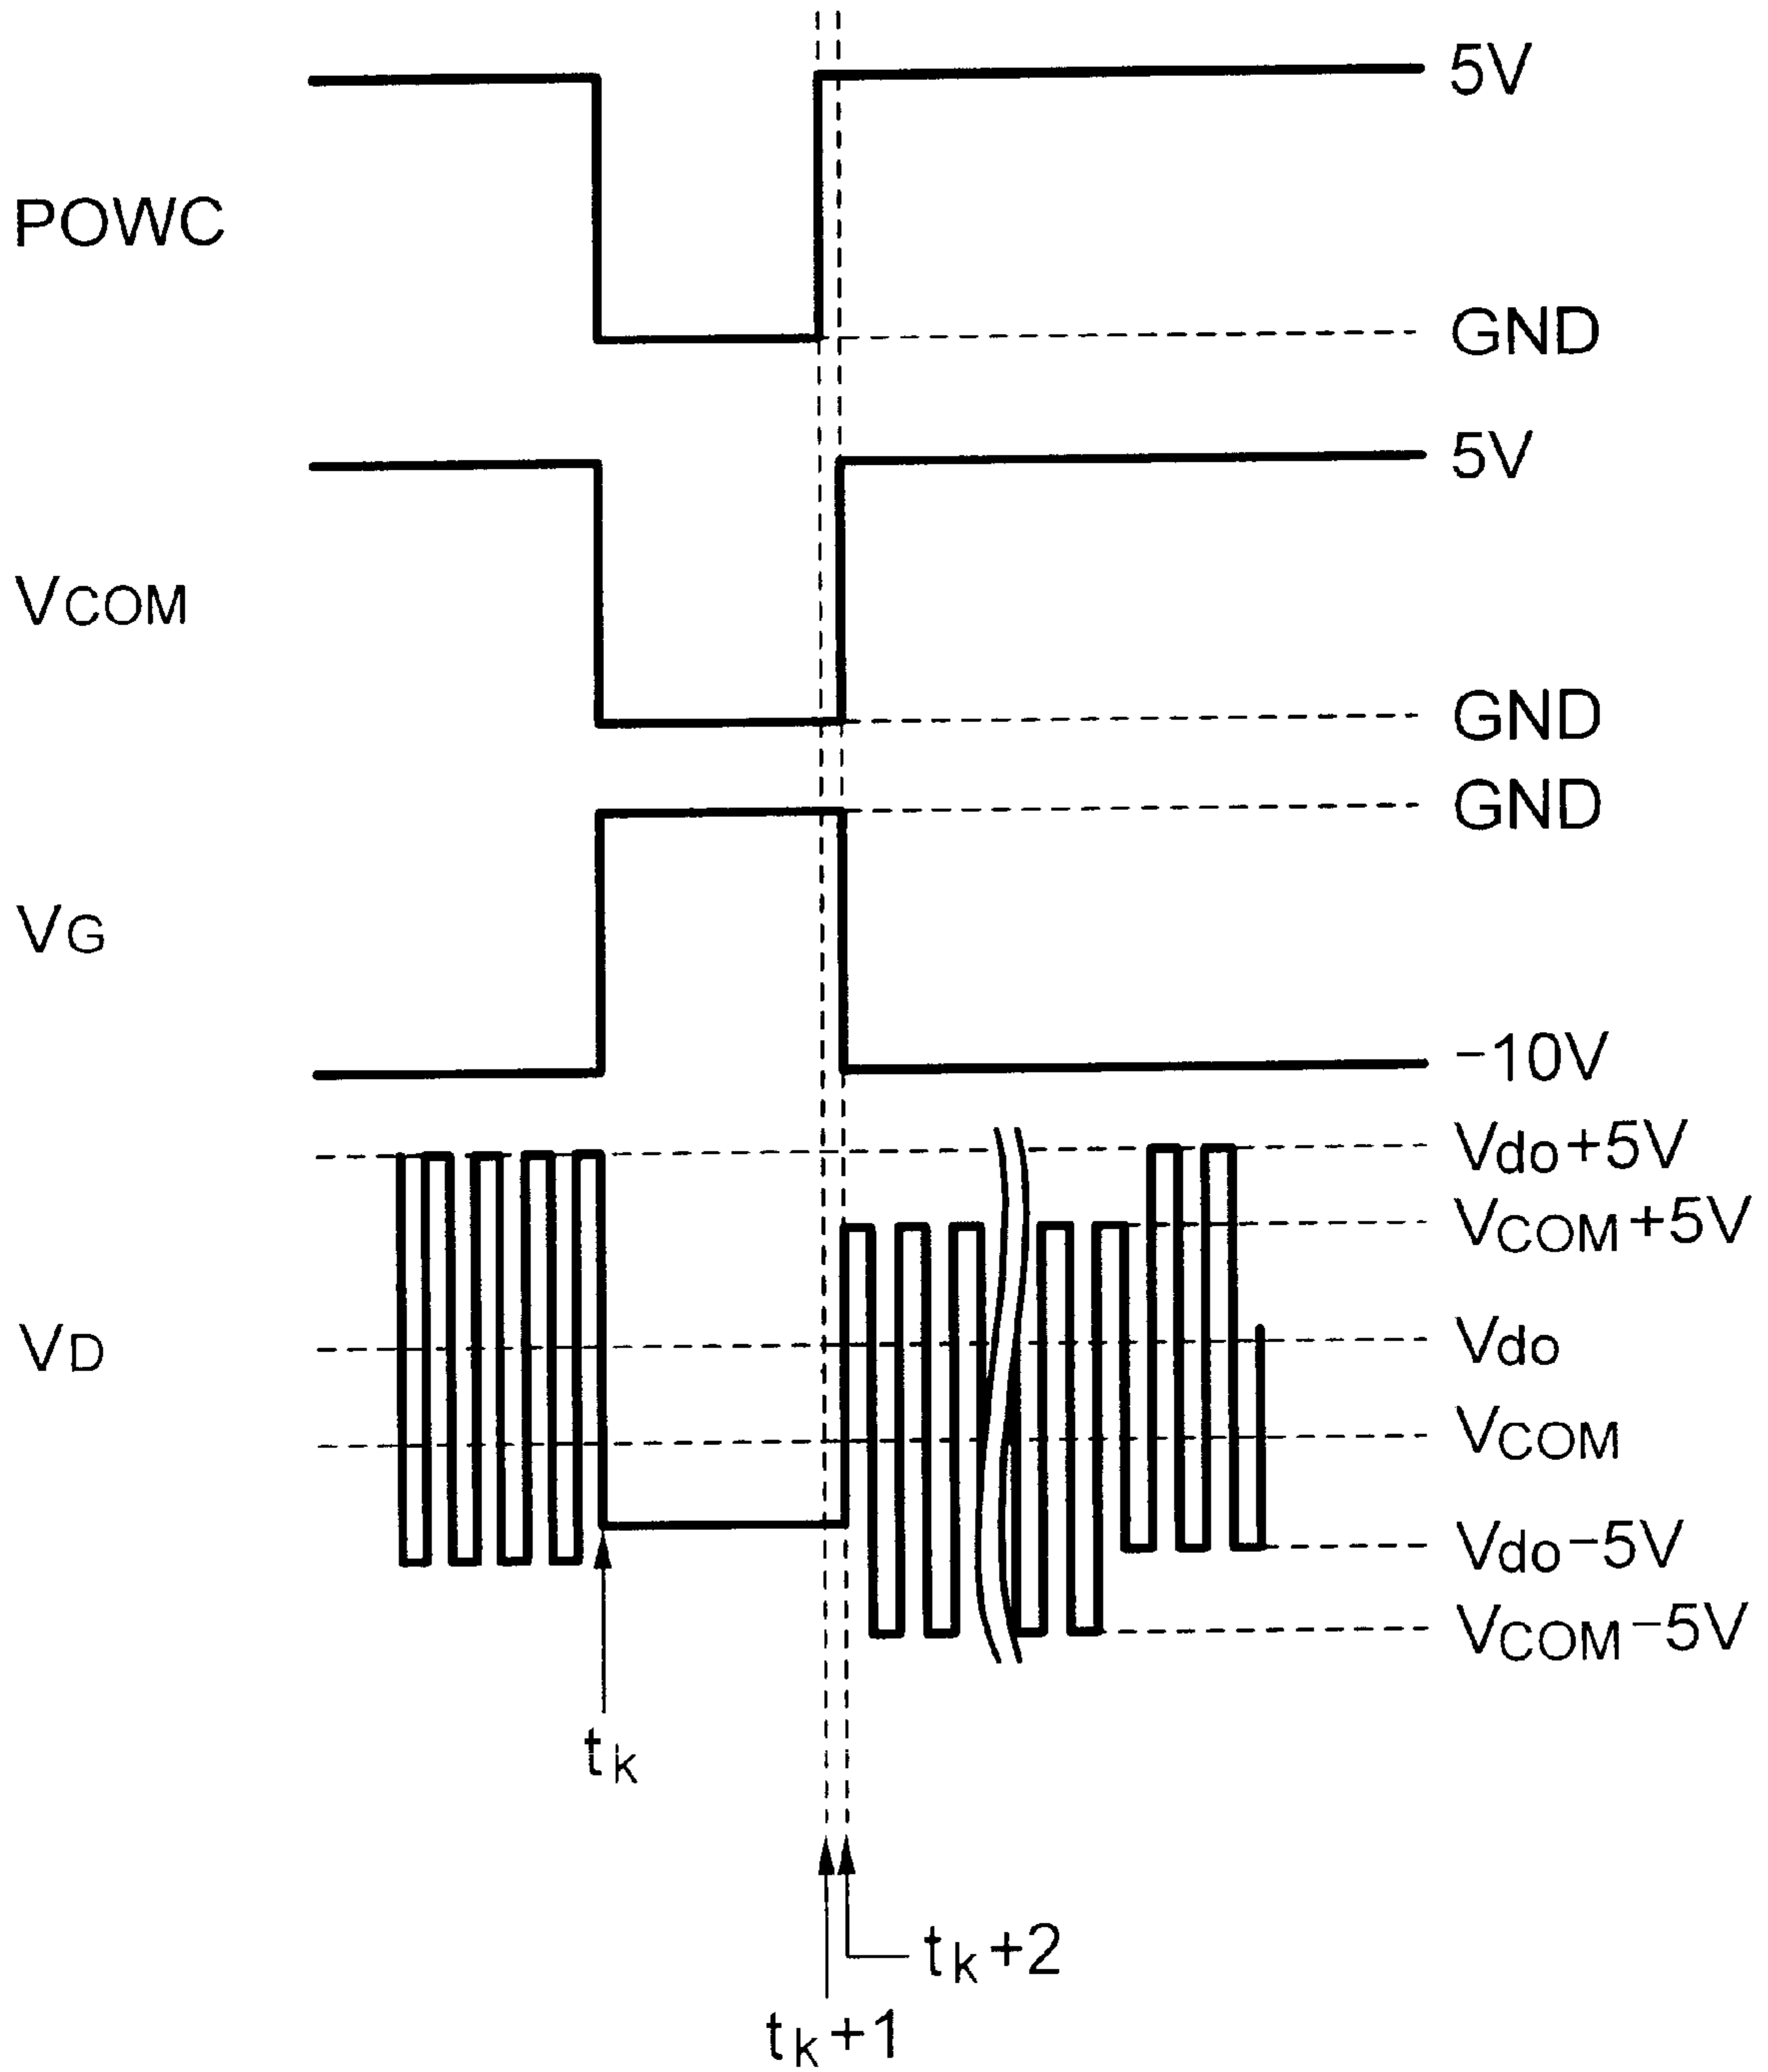 5V
POWC
GND
5V
VCOM
GND
GND
VG
-10V
Vdo+5V
VCOM+5V
VD
Vdo
VCOM
Vdo-5V
VCOM-5V
tk
tk+2
tk+1